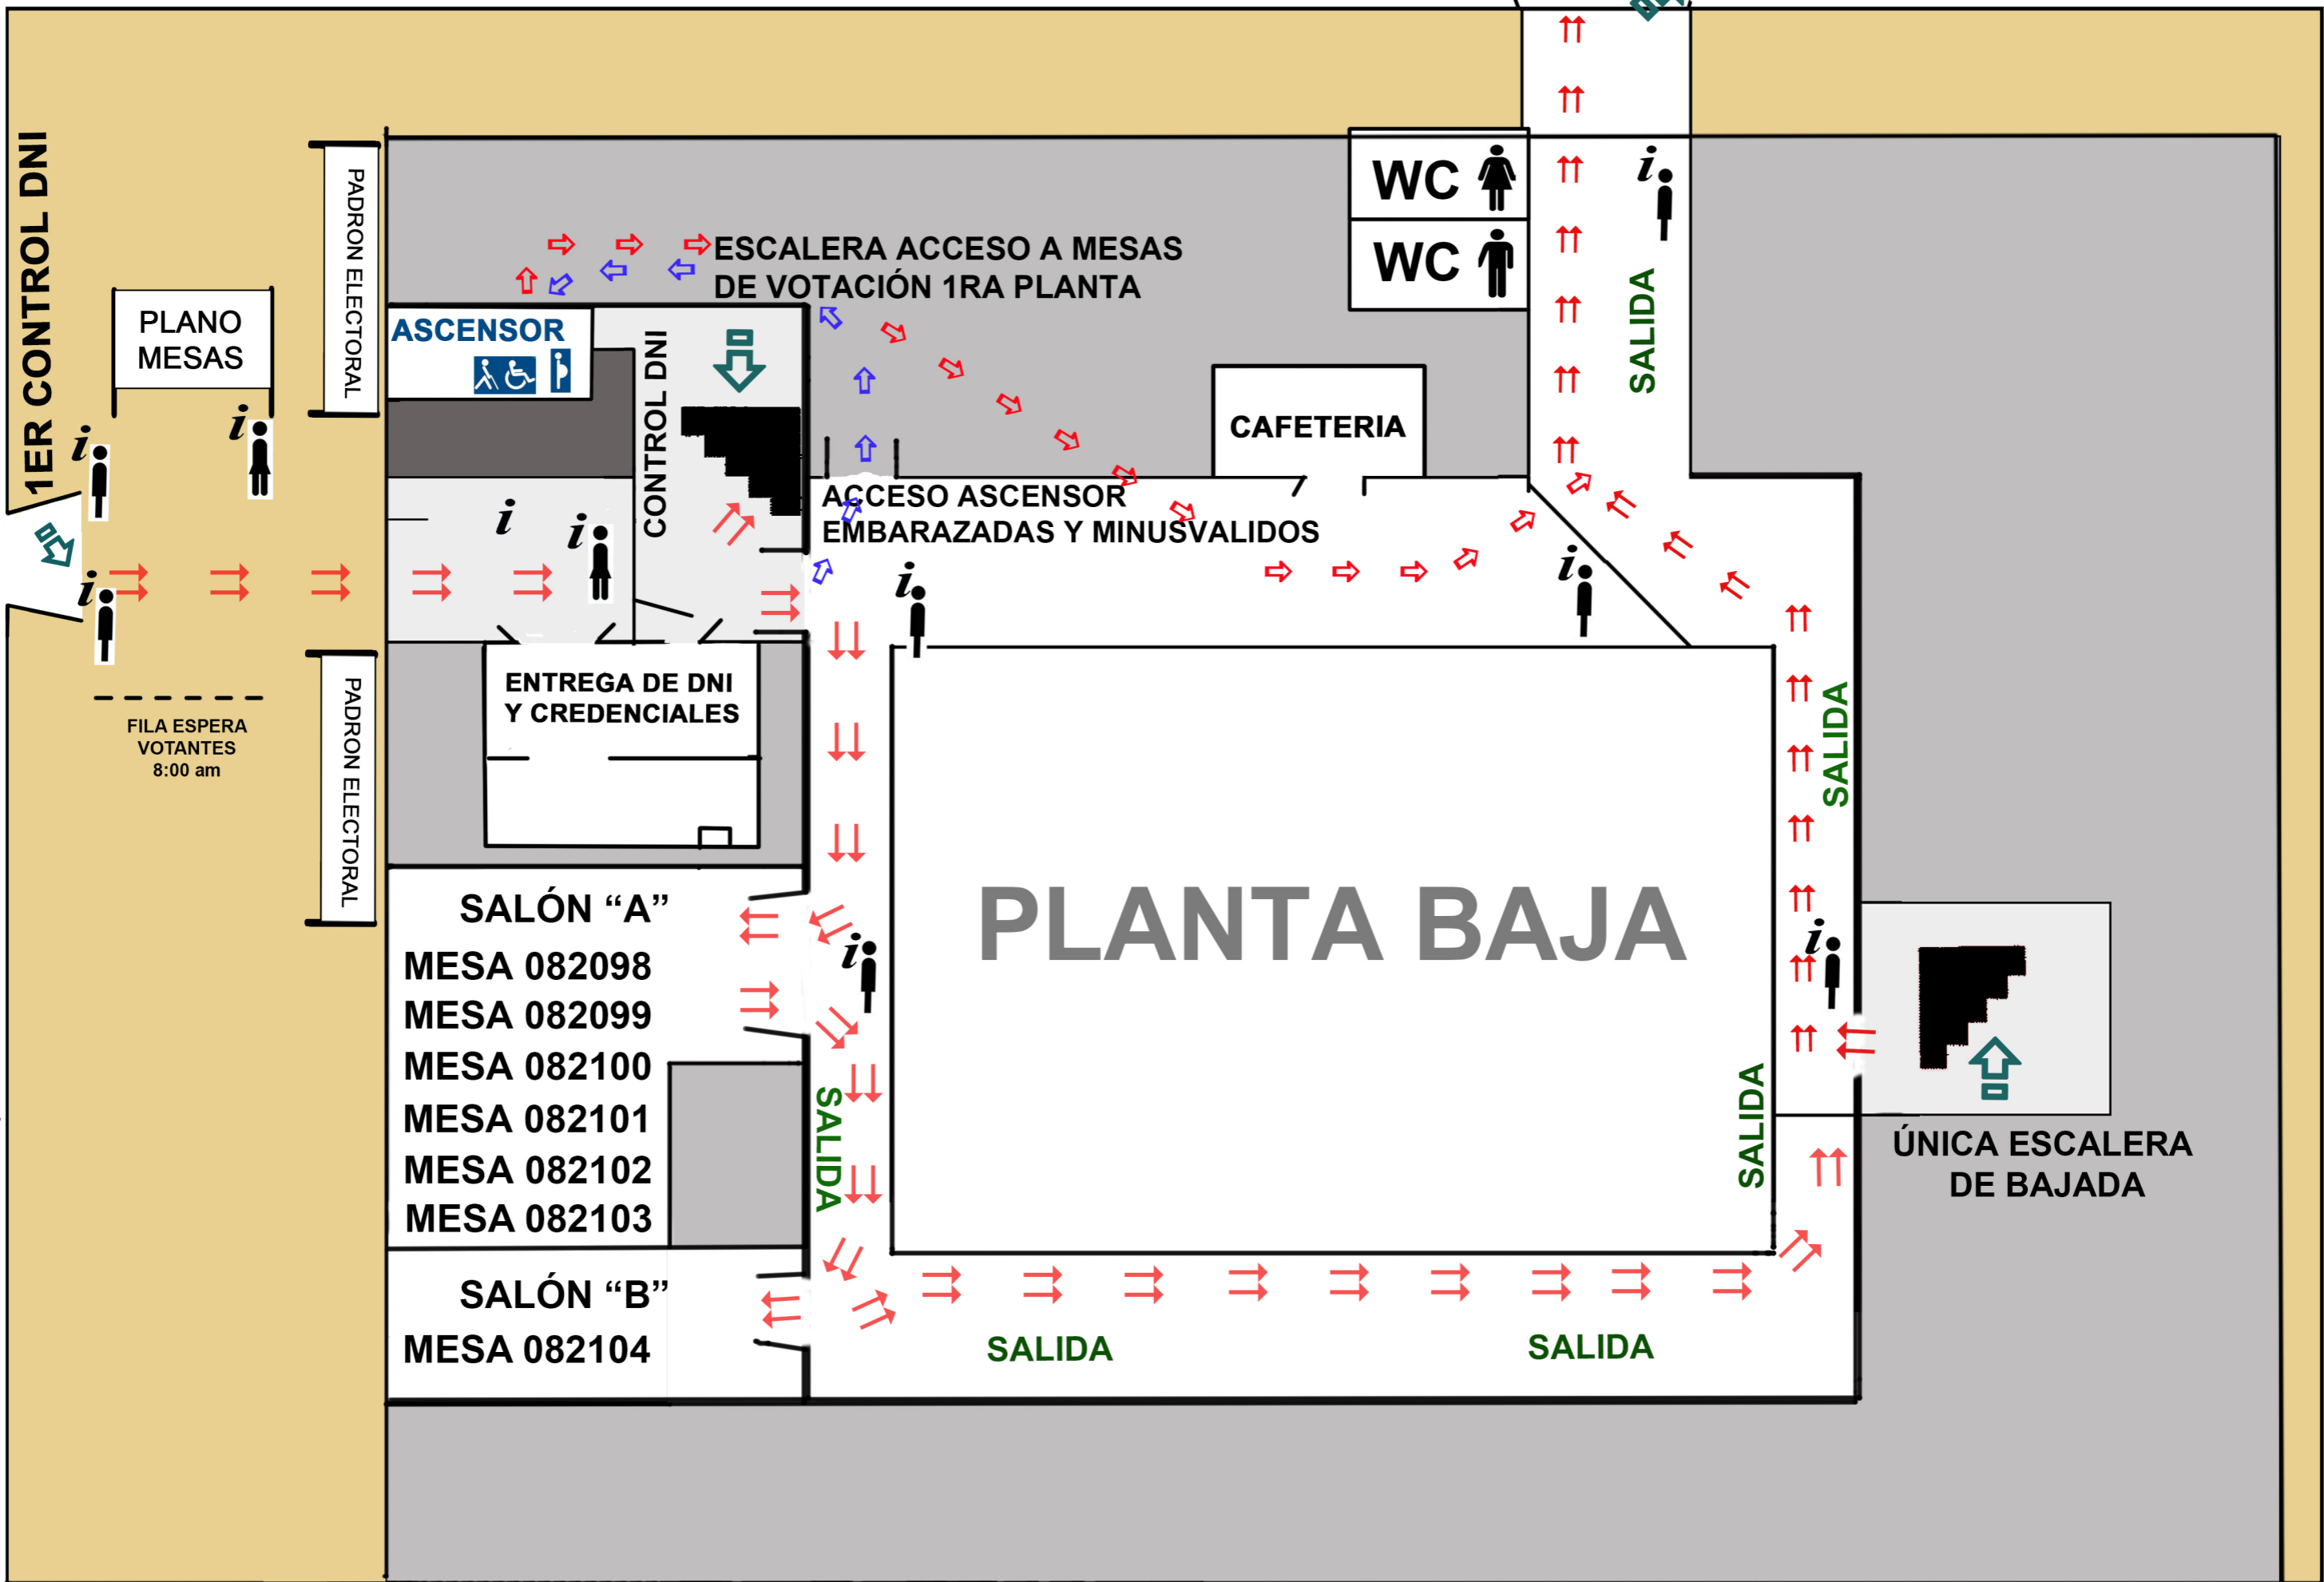 1ER CONTROL DNI
PLANO
MESAS
PADRON ELECTORAL
ESCALERA ACCESO A MESAS
DE VOTACIÓN 1RA PLANTA
WC
WC
SALIDA
ASCENSOR
CONTROL DNI
CAFETERIA
i
i
i
i
i
i
i
i
i
i
i
ACCESO ASCENSOR
EMBARAZADAS Y MINUSVALIDOS
PADRON ELECTORAL
FILA ESPERA
VOTANTES
8:00 am
ENTREGA DE DNI
Y CREDENCIALES
SALIDA
PLANTA BAJA
SALÓN “A”
MESA 082098
MESA 082099
MESA 082100
MESA 082101
MESA 082102
MESA 082103
SALIDA
SALIDA
ÚNICA ESCALERA
DE BAJADA
SALÓN “B”
MESA 082104
SALIDA
SALIDA